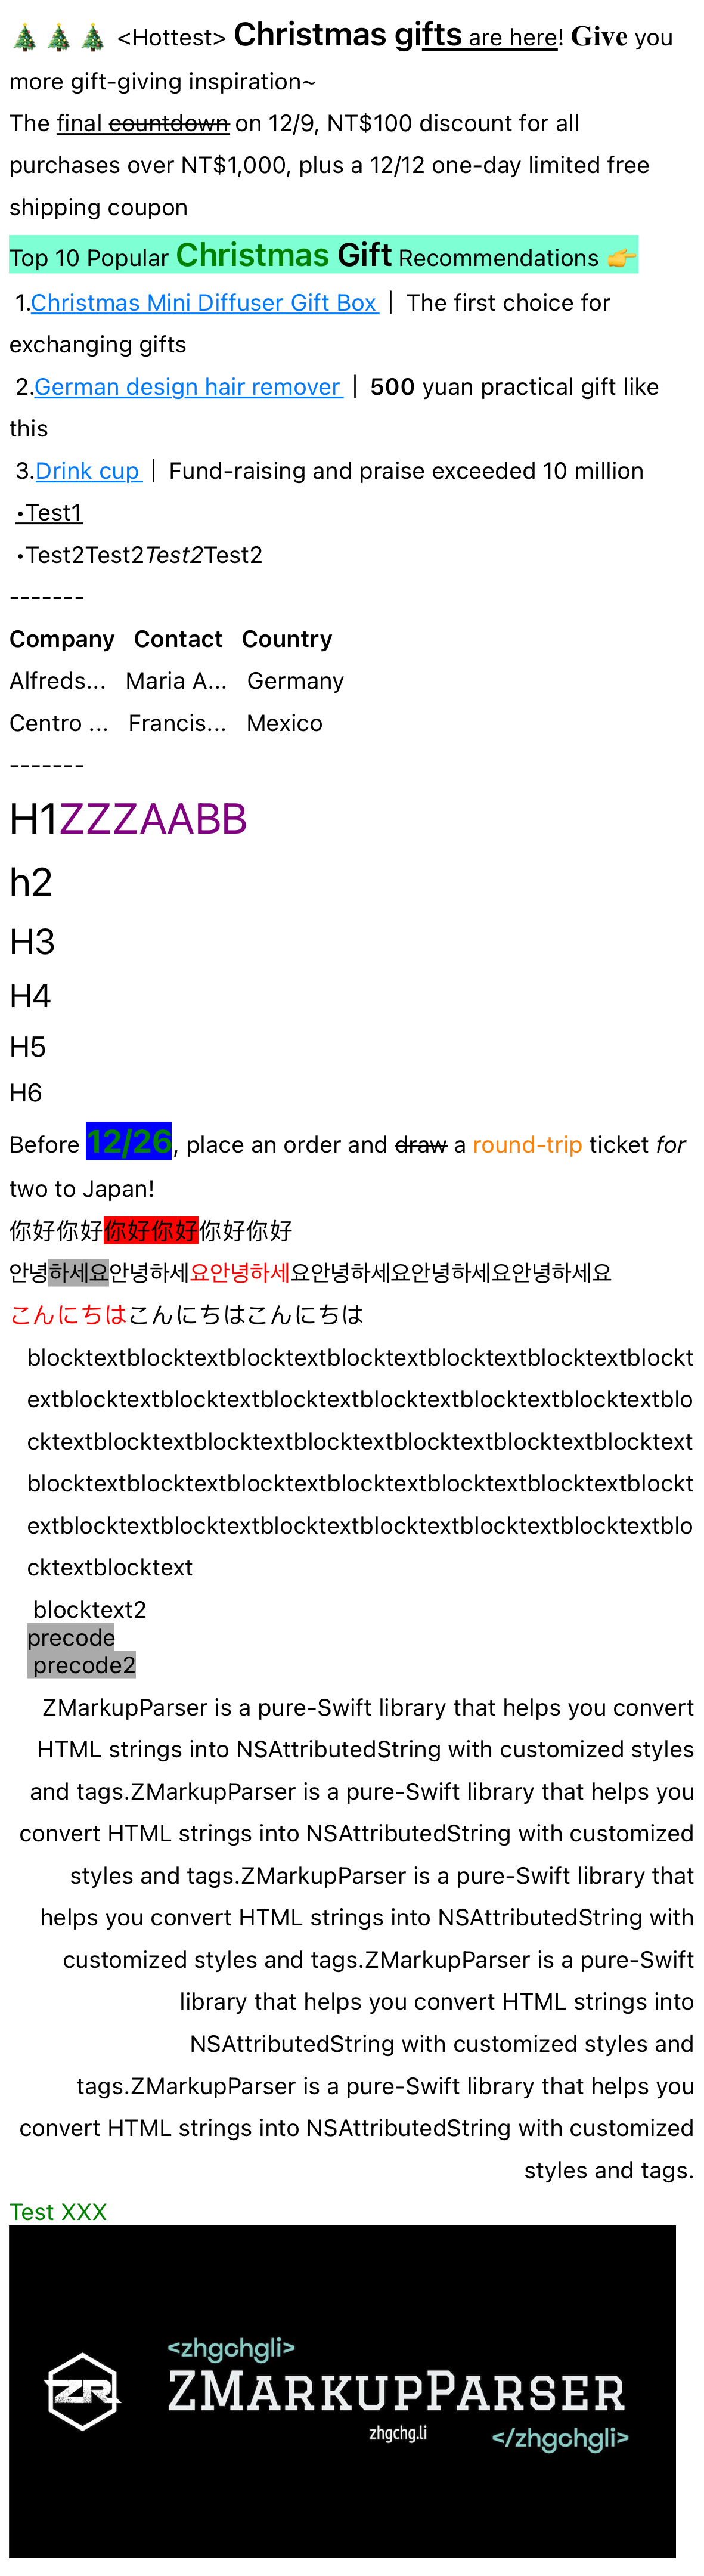 🎄🎄🎄 <Hottest> Christmas gifts are here! Give you
more gift-giving inspiration~
The final countdown on 12/9, NT$100 discount for all
purchases over NT$1,000, plus a 12/12 one-day limited free
shipping coupon
Top 10 Popular Christmas Gift Recommendations 👉
1.Christmas Mini Diffuser Gift Box | The first choice for
exchanging gifts
2.German design hair remover | 500 yuan practical gift like
this
3.Drink cup | Fund-raising and praise exceeded 10 million
•Test1
•Test2Test2Test2Test2
-------
Company Contact Country
Alfreds... Maria A... Germany
Centro ... Francis... Mexico
-------
H1ZZZAABB
h2
H3
H4
H5
H6
Before 12/26, place an order and draw a round-trip ticket for
two to Japan!
你好你好你好你好你好你好
안녕하세요안녕하세요안녕하세요안녕하세요안녕하세요안녕하세요
こんにちはこんにちはこんにちは
blocktextblocktextblocktextblocktextblocktextblocktextblockt
extblocktextblocktextblocktextblocktextblocktextblocktextblo
cktextblocktextblocktextblocktextblocktextblocktextblocktext
blocktextblocktextblocktextblocktextblocktextblocktextblockt
extblocktextblocktextblocktextblocktextblocktextblocktextblo
cktextblocktext
blocktext2
precode
precode2
ZMarkupParser is a pure-Swift library that helps you convert
HTML strings into NSAttributedString with customized styles
and tags.ZMarkupParser is a pure-Swift library that helps you
convert HTML strings into NSAttributedString with customized
styles and tags.ZMarkupParser is a pure-Swift library that
helps you convert HTML strings into NSAttributedString with
customized styles and tags.ZMarkupParser is a pure-Swift
library that helps you convert HTML strings into
NSAttributedString with customized styles and
tags.ZMarkupParser is a pure-Swift library that helps you
convert HTML strings into NSAttributedString with customized
styles and tags.
Test XXX
<zhgchgli>
ZR ZMARKUPPARSER
zhgchg.li
</zhgchgli>